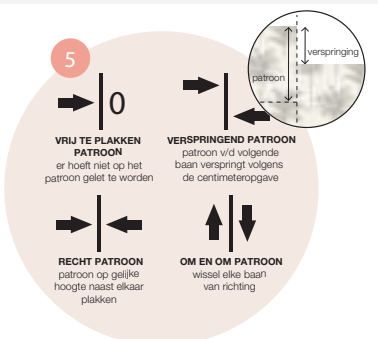 5
verspringing
patroon
0
VRIJ TE PLAKKEN
PATROON
er hoeft niet op het
patroon gelet te worden
VERSPRINGEND PATROON
patroon v/d volgende
baan verspringt volgens
de centimeteropgave
RECHT PATROON
patroon op gelijke
hoogte naast elkaar
plakken
OM EN OM PATROON
wissel elke baan
van richting